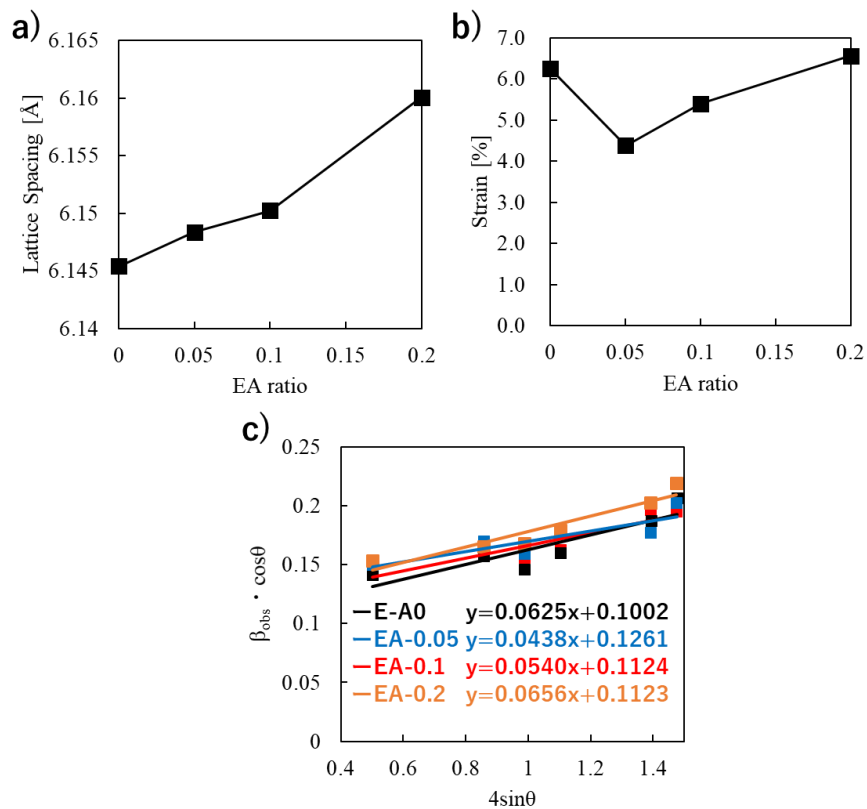 a)
6.165
6.16
6.155
6.15
6.145
6.14
Lattice Spacing [Å]
0 0.05 0.1 0.15 0.2
EA ratio
b)
7.0
6.0
5.0
4.0
3.0
2.0
1.0
0.0
Strain [%]
0 0.05 0.1 0.15 0.2
EA ratio
c)
0.25
0.2
0.15
0.1
0.05
0
βobs・cosθ
E-A0 y=0.0625x+0.1002
EA-0.05 y=0.0438x+0.1261
EA-0.1 y=0.0540x+0.1124
EA-0.2 y=0.0656x+0.1123
0.4 0.6 0.8 1 1.2 1.4
4sinθ